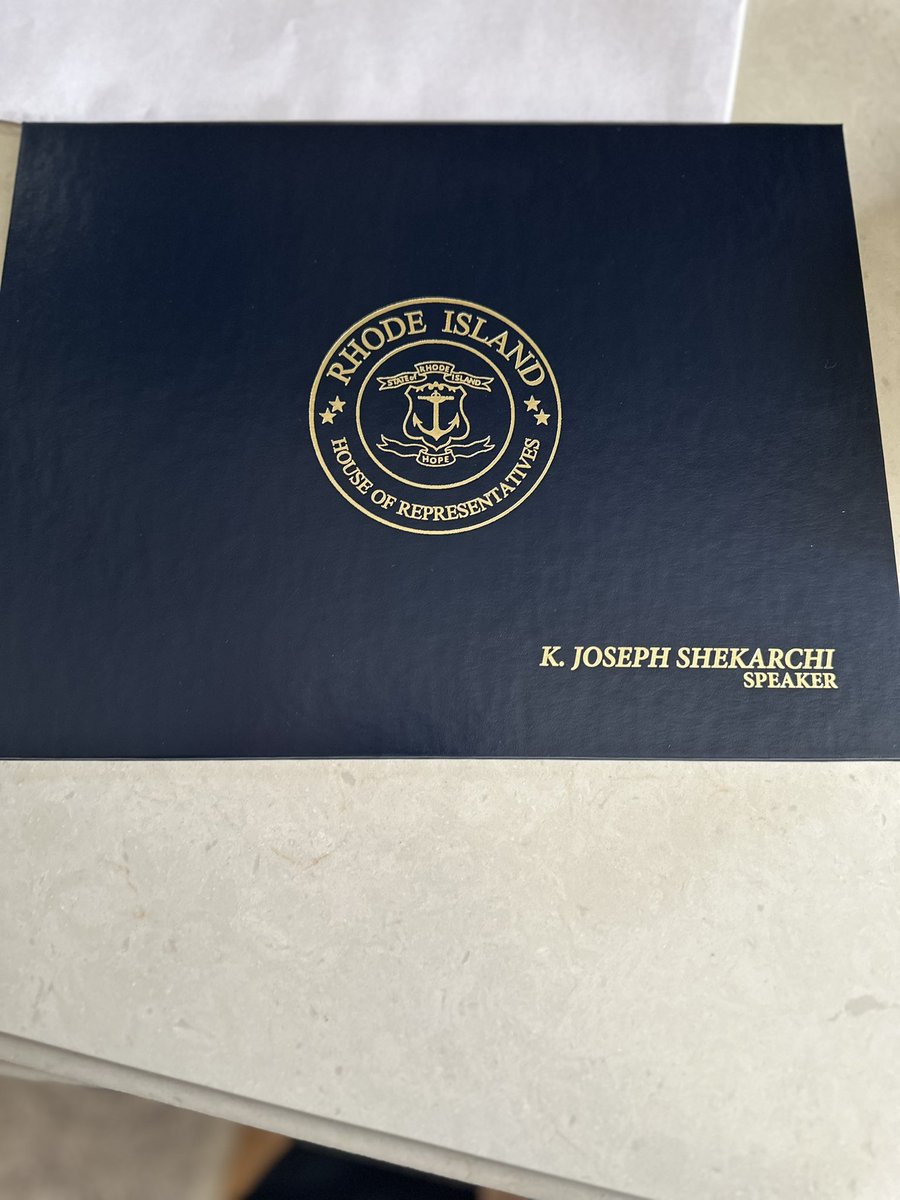 RHODE ISLAND
STATE of RHODE ISLAND
HOPE
HOUSE OF REPRESENTATIVES
K. JOSEPH SHEKARCHI
SPEAKER